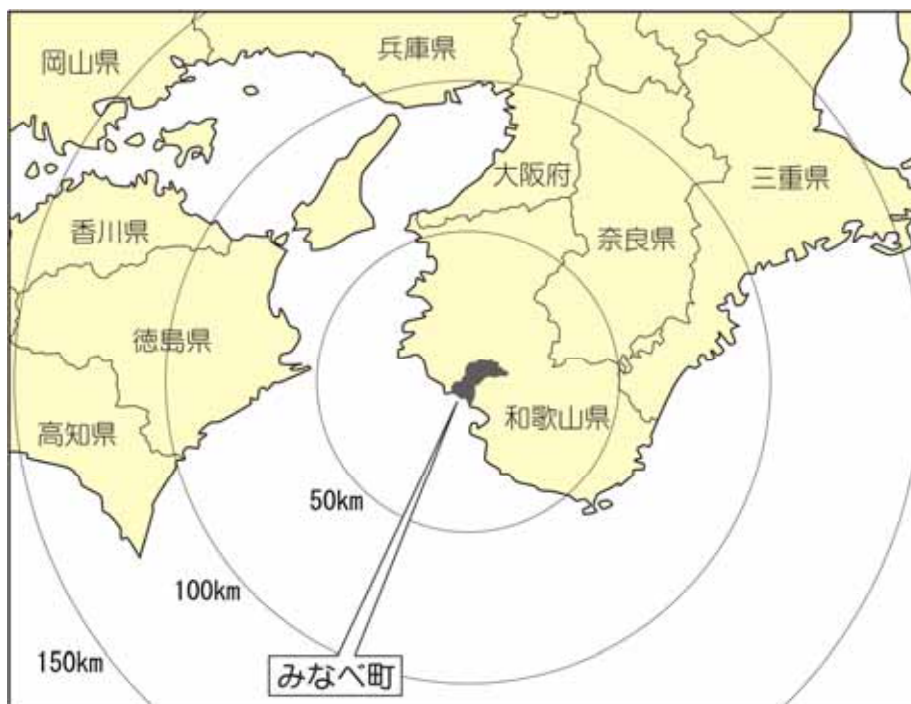 兵庫県
岡山県
大阪府
三重県
香川県
奈良県
徳島県
和歌山県
高知県
50km
100km
150km
みなべ町